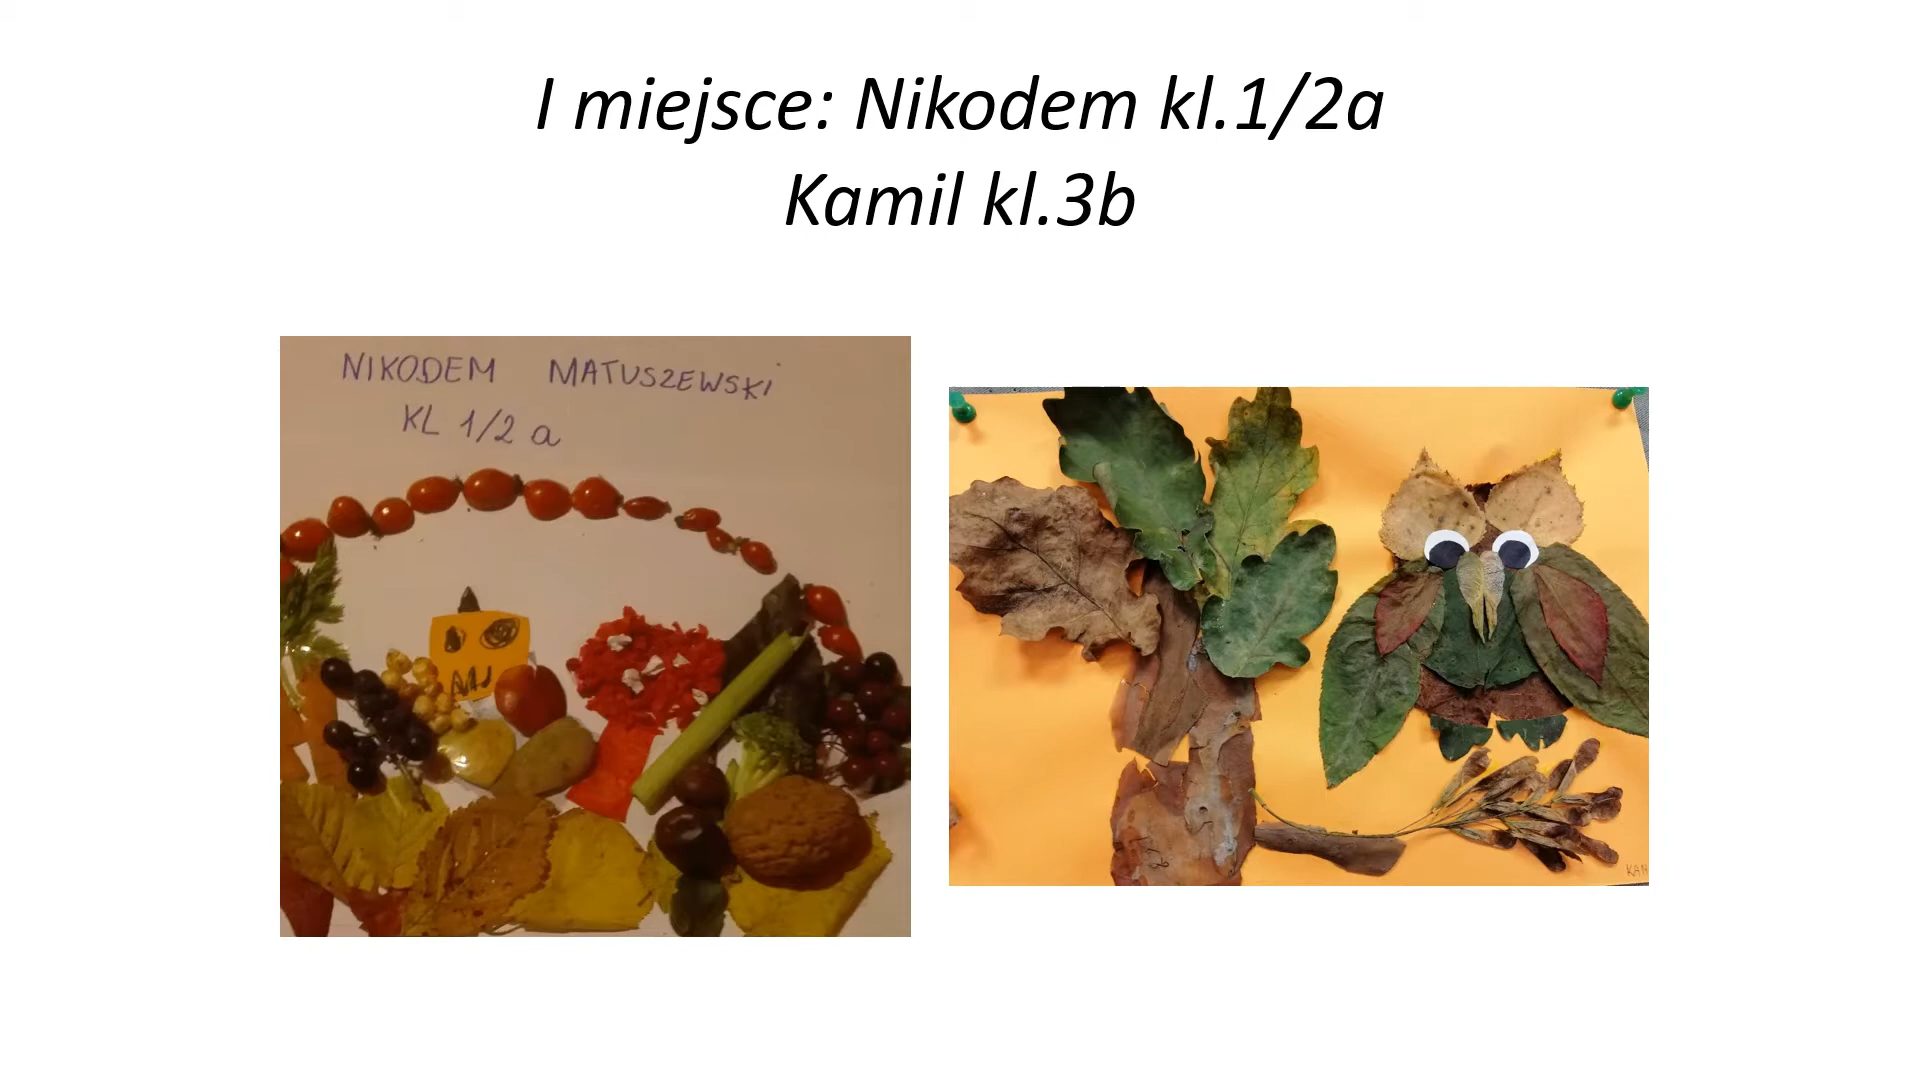 I miejsce: Nikodem kl.1/2a
Kamil kl.3b
NIKODEM MATUSZEWSKI
KL 1/2 a